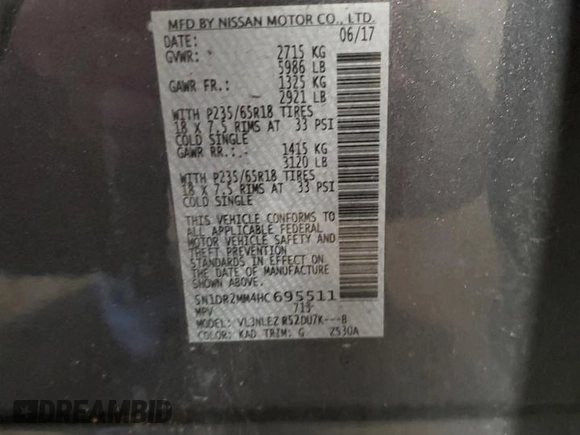 MFD BY NISSAN MOTOR CO., LTD.
DATE: 06/17
GVWR: 2715 KG
5986 LB
GAWR FR.: 1325 KG
2921 LB
WITH P235/65R18 TIRES
18 X 7.5 RIMS AT 33 PSI
COLD SINGLE
GAWR RR.:. 1415 KG
3120 LB
WITH P235/65R18 TIRES
18 X 7.5 RIMS AT 33 PSI
COLD SINGLE
THIS VEHICLE CONFORMS TO
ALL APPLICABLE FEDERAL
MOTOR VEHICLE SAFETY AND
THEFT PREVENTION
STANDARDS IN EFFECT ON
THE DATE OF MANUFACTURE
SHOWN ABOVE.
5N1DR2MM4HC695511
MPV 719
MODEL: VL3NLEZ R52DU7K---B
COLOR: KAD TRIM: G 2530A
DREAMBID